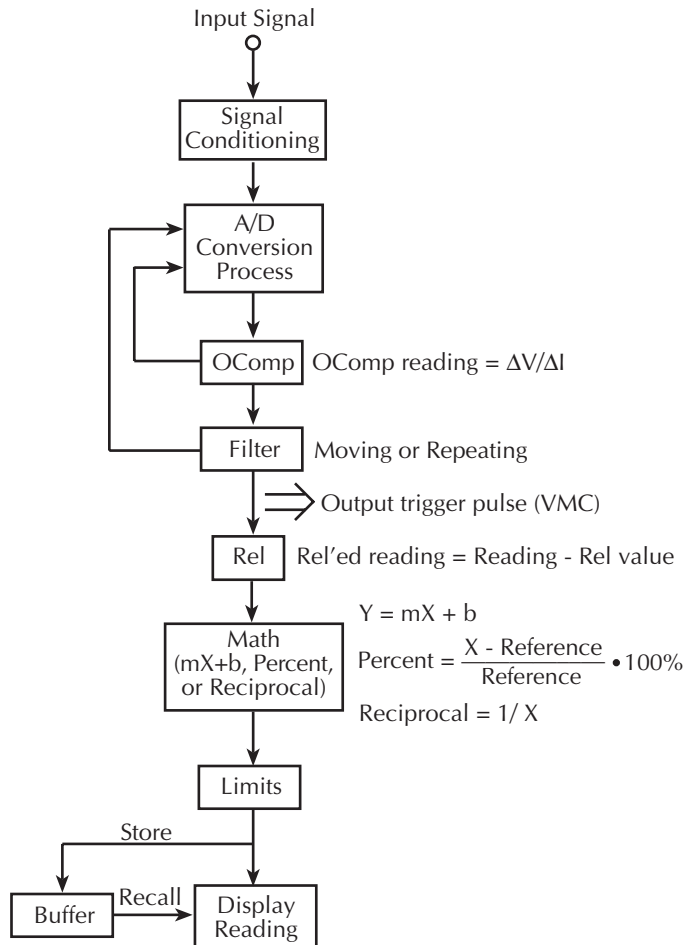 Input Signal
Signal
Conditioning
A/D
Conversion
Process
OComp
OComp reading = ΔV/ΔI
Filter
Moving or Repeating
Output trigger pulse (VMC)
Rel
Rel'ed reading = Reading - Rel value
Math
(mX+b, Percent,
or Reciprocal)
Y = mX + b
Percent = X - Reference / Reference • 100%
Reciprocal = 1/ X
Limits
Store
Buffer
Recall
Display
Reading